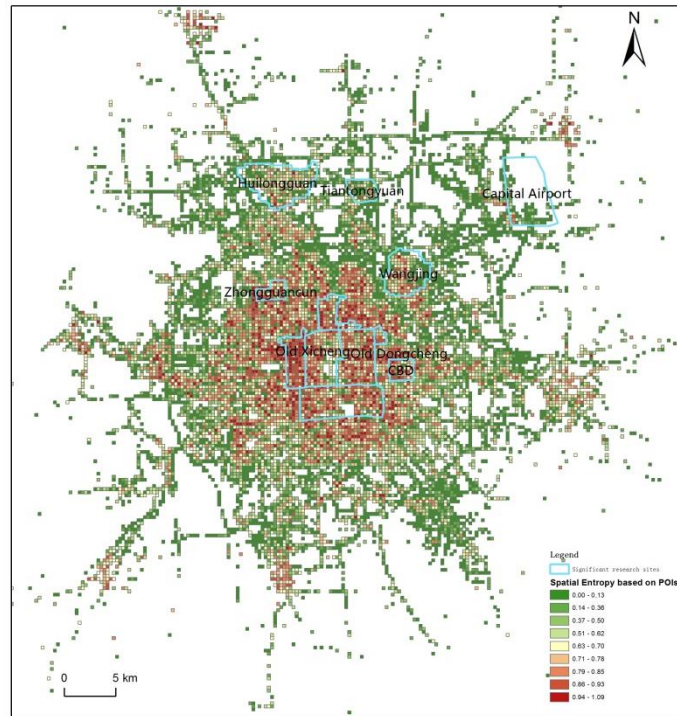 N
Huilongguan
Tiantongyuan
Capital Airport
Wangjing
Zhongguancun
Old Xicheng
Old Dongcheng
CBD
Legend
Significant research sites
Spatial Entropy based on POIs
0.00 - 0.13
0.14 - 0.36
0.37 - 0.50
0.51 - 0.62
0.63 - 0.70
0.71 - 0.78
0.79 - 0.85
0.86 - 0.93
0.94 - 1.09
0 5 km